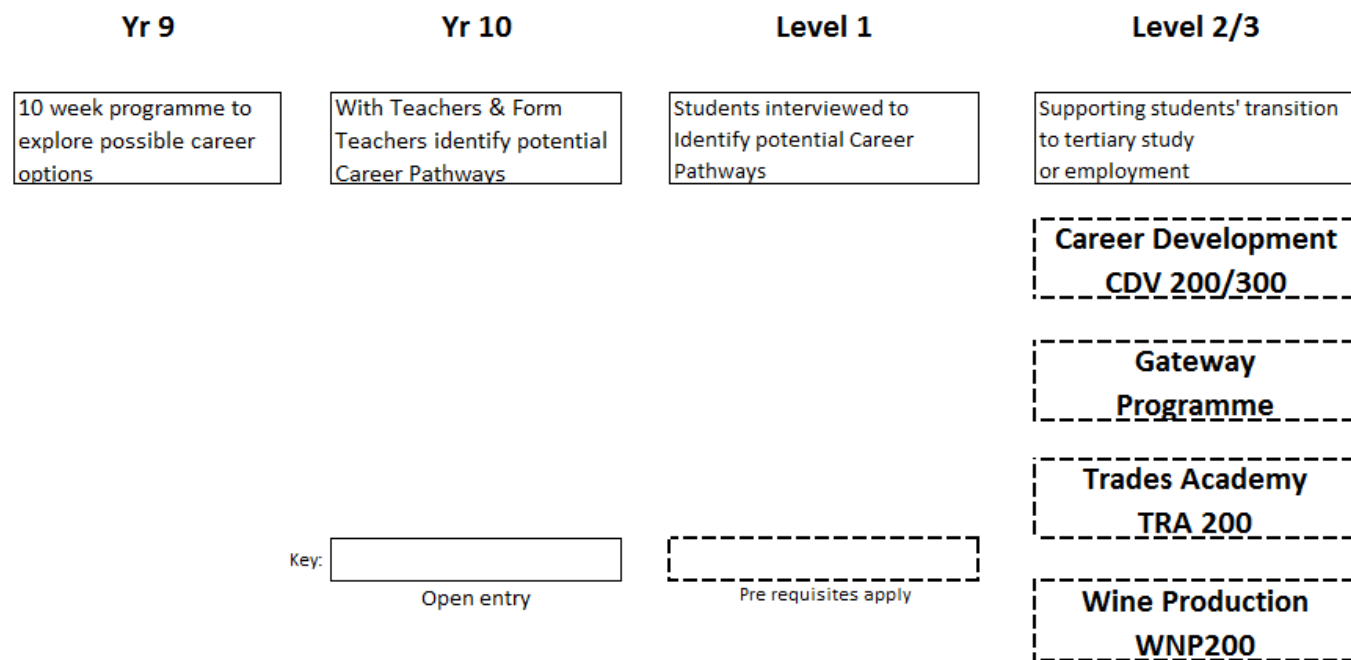 Yr 9
Yr 10
Level 1
Level 2/3
10 week programme to
explore possible career
options
With Teachers & Form
Teachers identify potential
Career Pathways
Students interviewed to
Identify potential Career
Pathways
Supporting students' transition
to tertiary study
or employment
Career Development
CDV 200/300
Gateway
Programme
Trades Academy
TRA 200
Key:
Open entry
Pre requisites apply
Wine Production
WNP200